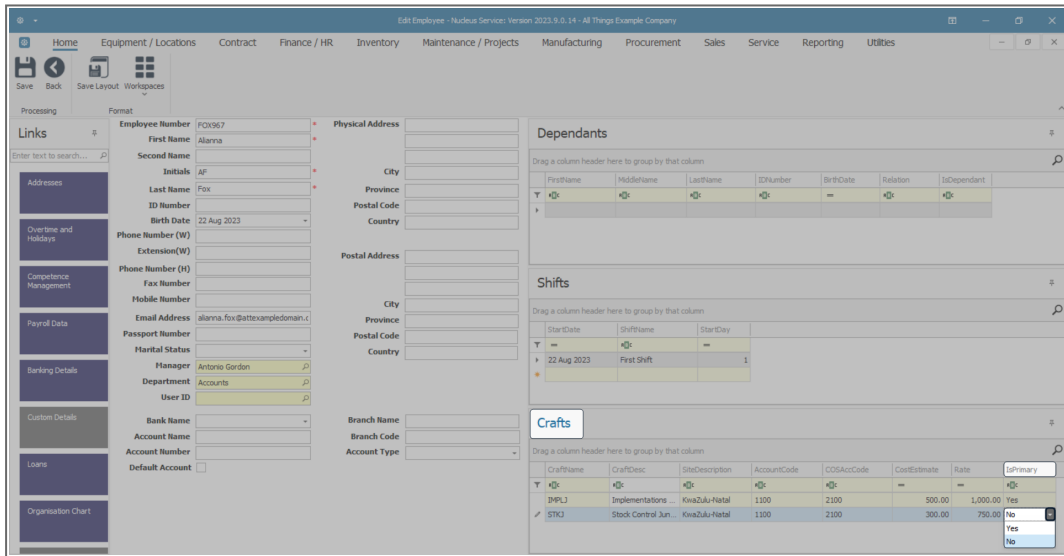 Edit Employee - Nucleus Service: Version 2023.9.0.14 - All Things Example Company
Home Equipment / Locations Contract Finance / HR Inventory Maintenance / Projects Manufacturing Procurement Sales Service Reporting Utilities
Save Back Save Layout Workspaces
Processing Format
Links
Enter text to search...
Addresses
Overtime and
Holidays
Competence
Management
Payroll Data
Banking Details
Custom Details
Loans
Organisation Chart
Employee Number FOX967 *
First Name Alianna *
Second Name
Initials AF *
Last Name Fox *
ID Number
Birth Date 22 Aug 2023
Phone Number (W)
Extension(W)
Phone Number (H)
Fax Number
Mobile Number
Email Address alianna.fox@attexampledomain.c
Passport Number
Marital Status
Manager Antonio Gordon
Department Accounts
User ID
Bank Name
Account Name
Account Number
Default Account
Physical Address
City
Province
Postal Code
Country
Postal Address
City
Province
Postal Code
Country
Branch Name
Branch Code
Account Type
Dependants
Drag a column header here to group by that column
FirstName MiddleName LastName IDNumber BirthDate Relation IsDependant
Shifts
Drag a column header here to group by that column
StartDate ShiftName StartDay
22 Aug 2023 First Shift 1
Crafts
Drag a column header here to group by that column
CraftName CraftDesc SiteDescription AccountCode COSAccCode CostEstimate Rate IsPrimary
IMPLJ Implementations ... KwaZulu-Natal 1100 2100 500.00 1,000.00 Yes
STKJ Stock Control Jun... KwaZulu-Natal 1100 2100 300.00 750.00 No
Yes
No